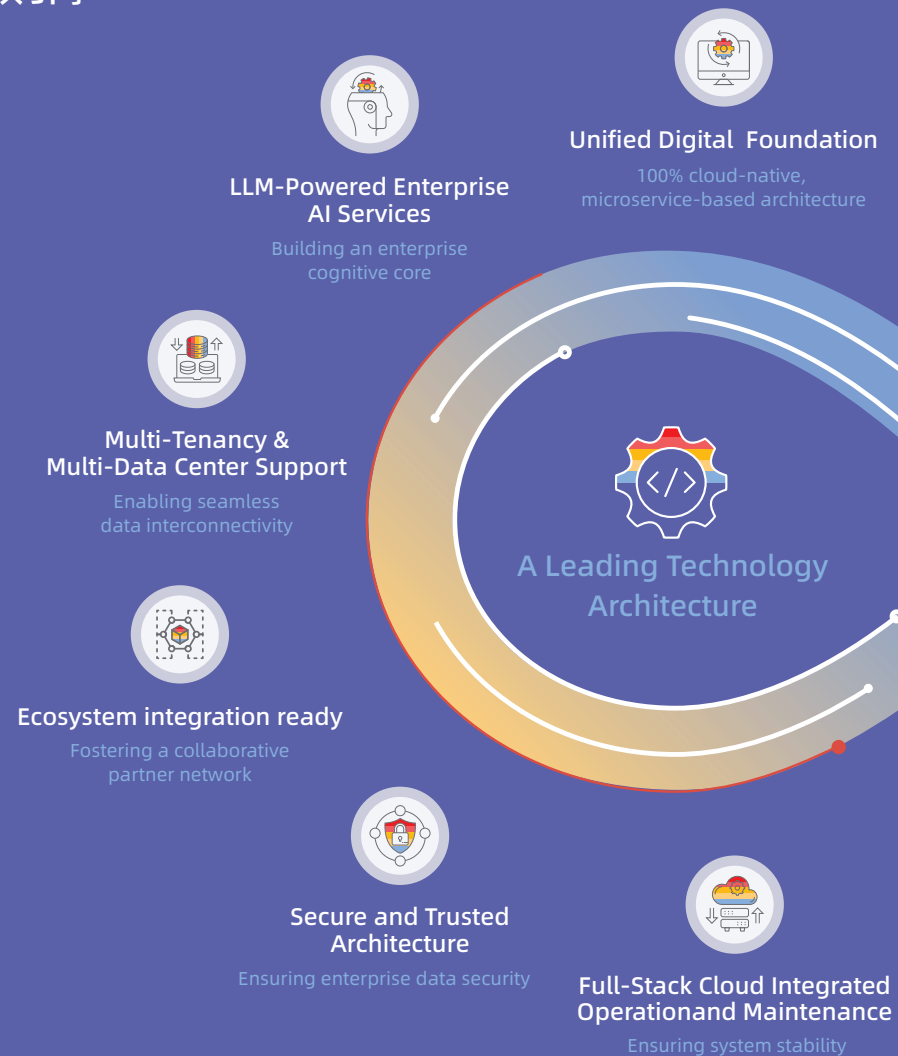 Unified Digital Foundation
100% cloud-native,
microservice-based architecture
LLM-Powered Enterprise
AI Services
Building an enterprise
cognitive core
Multi-Tenancy &
Multi-Data Center Support
Enabling seamless
data interconnectivity
</>
A Leading Technology
Architecture
Ecosystem integration ready
Fostering a collaborative
partner network
Secure and Trusted
Architecture
Ensuring enterprise data security
Full-Stack Cloud Integrated
Operationand Maintenance
Ensuring system stability